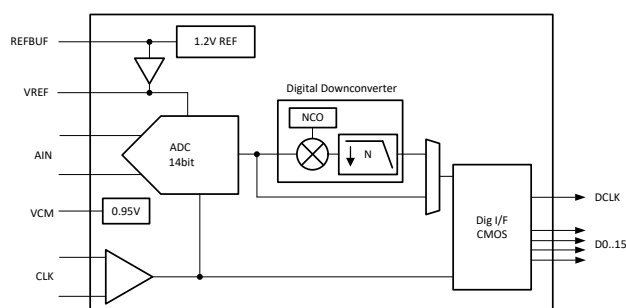 REFBUF
1.2V REF
VREF
Digital Downconverter
NCO
ADC
14bit
N
AIN
VCM
0.95V
Dig I/F
CMOS
DCLK
D0..15
CLK